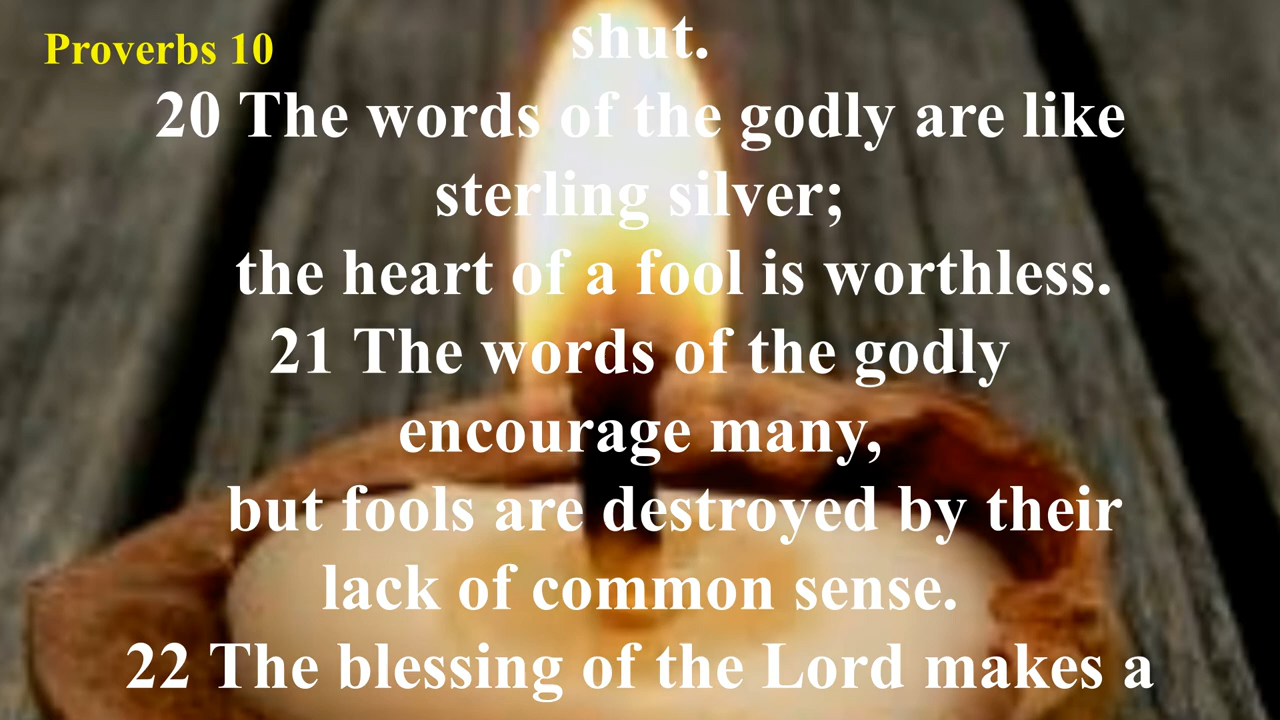 Proverbs 10
shut.
20 The words of the godly are like
sterling silver;
the heart of a fool is worthless.
21 The words of the godly
encourage many,
but fools are destroyed by their
lack of common sense.
22 The blessing of the Lord makes a